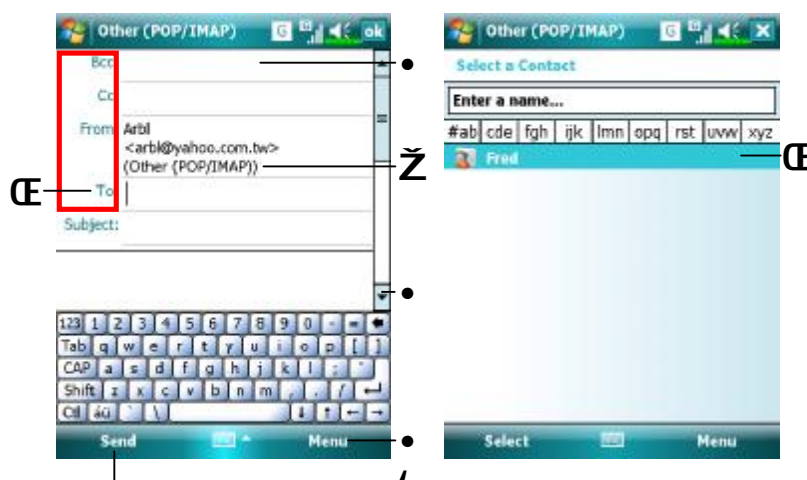 Other (POP/IMAP) G ok
Bcc
Cc
From Arbl
<arbl@yahoo.com.tw>
(Other (POP/IMAP))
Ž
Œ To
Subject:
123 1 2 3 4 5 6 7 8 9 0 - =
Tab q w e r t y u i o p [ ]
CAP a s d f g h j k l ; '
Shift z x c v b n m , . /
Ctl áü ` \
Send Menu
Other (POP/IMAP) G X
Select a Contact
Enter a name...
#ab cde fgh ijk lmn opq rst uvw xyz
Fred Œ
Select Menu